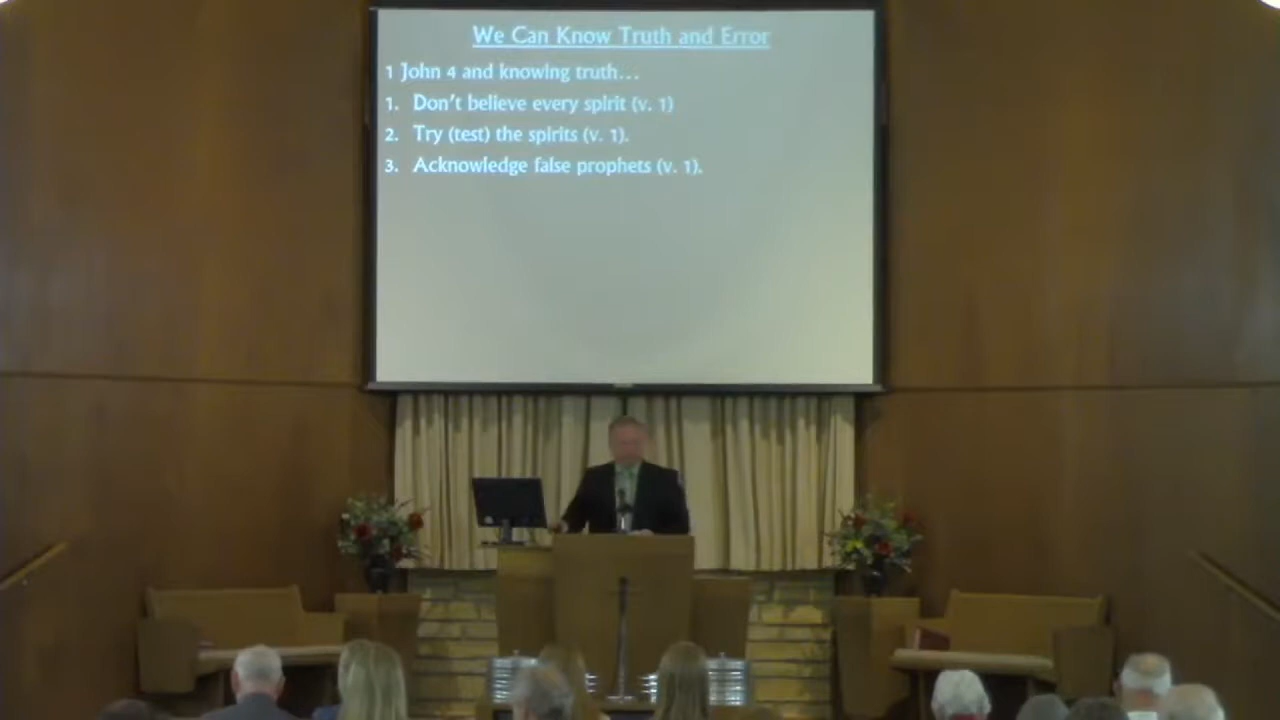 We Can Know Truth and Error
1 John 4 and knowing truth...
1. Don't believe every spirit (v. 1)
2. Try (test) the spirits (v. 1).
3. Acknowledge false prophets (v. 1).